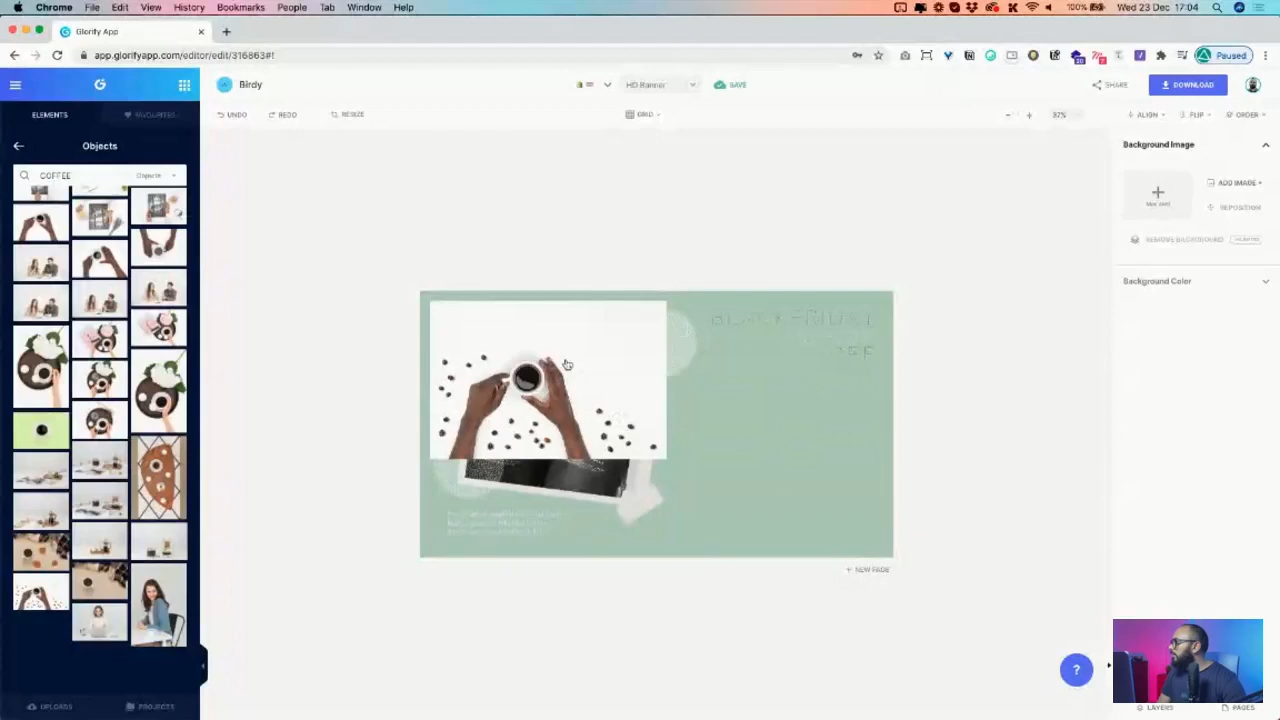 Chrome File Edit View History Bookmarks People Tab Window Help
100% Wed 23 Dec 17:04
Glorify App
app.glorifyapp.com/editor/edit/316863#!
Paused
Birdy
HD Banner
SAVE
SHARE
DOWNLOAD
ELEMENTS
FAVOURITES
UNDO
REDO
RESIZE
GRID
37%
ALIGN
FLIP
ORDER
Objects
Background Image
COFFEE
Objects
ADD IMAGE
REPOSITION
REMOVE BACKGROUND
Background Color
NEW PAGE
?
UPLOADS
PROJECTS
LAYERS
PAGES